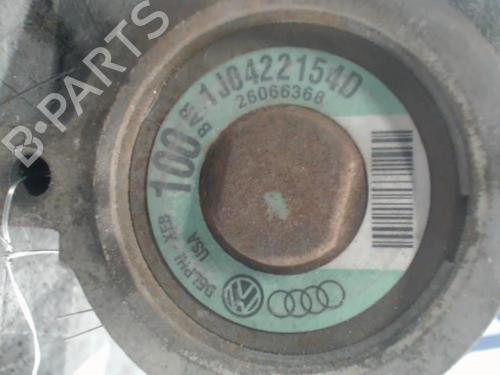 B-PARTS
1J0422154D
26066368
100 BAR
DELPHI-XEB
USA